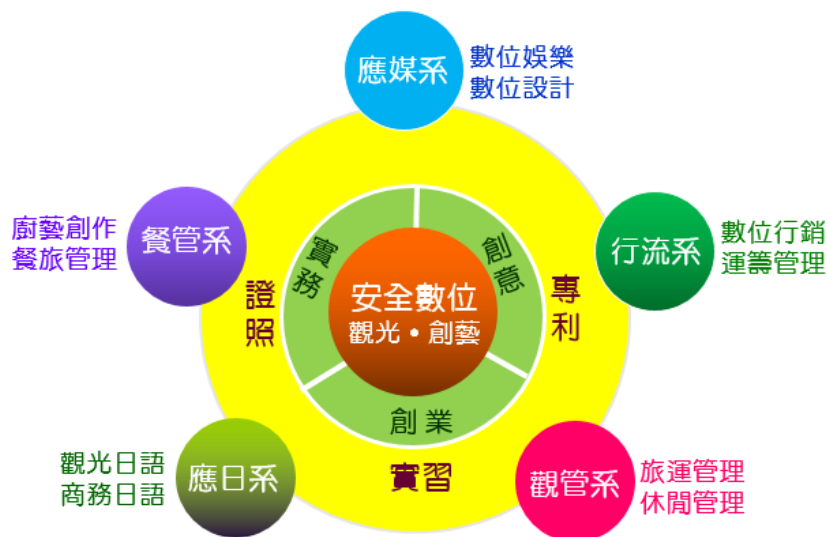 應媒系
數位娛樂
數位設計
餐管系
廚藝創作
餐旅管理
行流系
數位行銷
運籌管理
實務
創意
安全數位
觀光•創藝
證照
專利
創業
實習
應日系
觀光日語
商務日語
觀管系
旅運管理
休閒管理